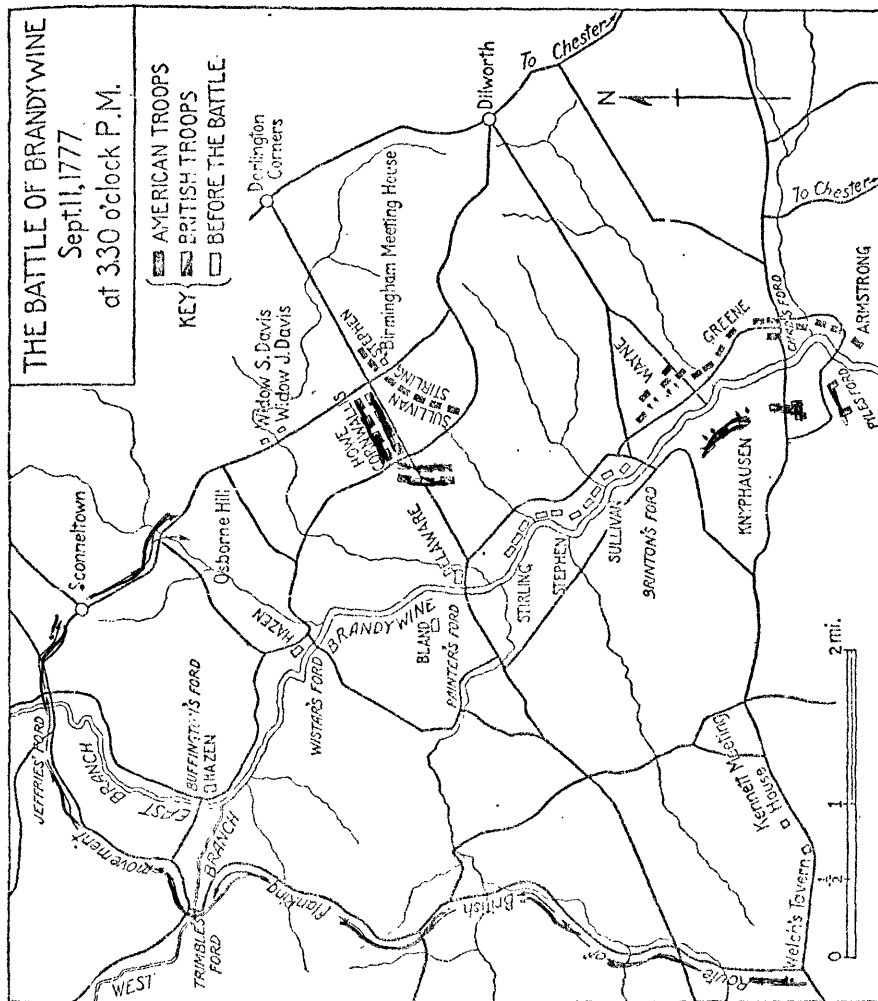 THE BATTLE OF BRANDYWINE
Sept. 11, 1777
at 3.30 o'clock P.M.
KEY
AMERICAN TROOPS
BRITISH TROOPS
BEFORE THE BATTLE.
N
To Chester
Dilworth
Darlington
Corners
Birmingham Meeting House
Widow S. Davis
Widow J. Davis
STEPHEN
STIRLING
SULLIVAN
HOWE
CORNWALLIS
Sconneltown
Osborne Hill
JEFFRIES' FORD
EAST
BRANCH
BUFFINGTON'S FORD
HAZEN
HAZEN
WISTAR'S FORD
BRANDYWINE
DELAWARE
BLAND
PAINTER'S FORD
STIRLING
STEPHEN
SULLIVAN
BRINTON'S FORD
WAYNE
GREENE
CHAD'S FORD
To Chester
ARMSTRONG
PYLES FORD
KNYPHAUSEN
WEST
BRANCH
TRIMBLES
FORD
Route
of
British
flanking
movement
Kennett Meeting
House
Welch's Tavern
0
1/2
1
2 mi.